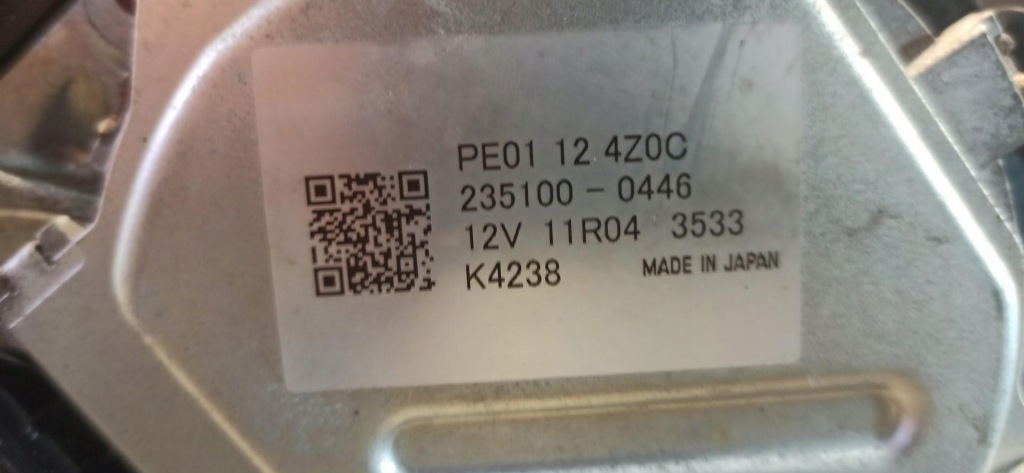 PE01 12 4Z0C
235100-0446
12V 11R04 3533
K4238 MADE IN JAPAN